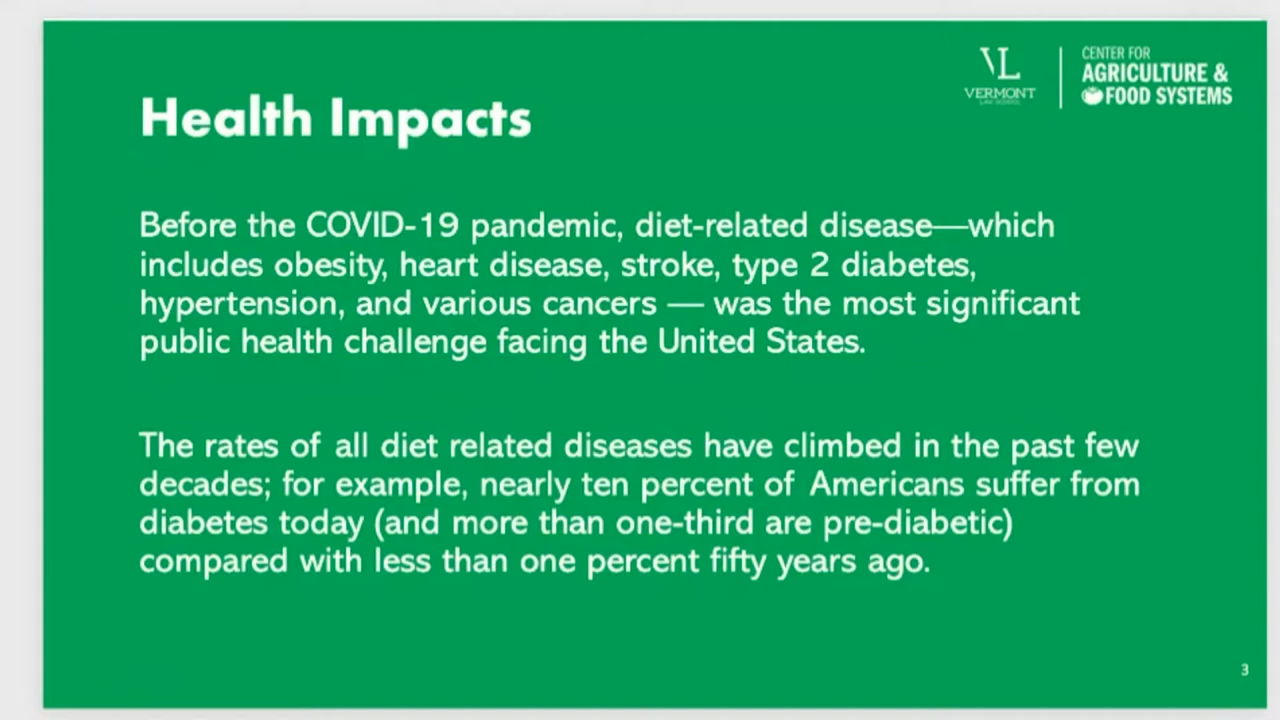 VL
VERMONT
LAW SCHOOL
CENTER FOR
AGRICULTURE &
FOOD SYSTEMS
Health Impacts
Before the COVID-19 pandemic, diet-related disease—which
includes obesity, heart disease, stroke, type 2 diabetes,
hypertension, and various cancers — was the most significant
public health challenge facing the United States.
The rates of all diet related diseases have climbed in the past few
decades; for example, nearly ten percent of Americans suffer from
diabetes today (and more than one-third are pre-diabetic)
compared with less than one percent fifty years ago.
3